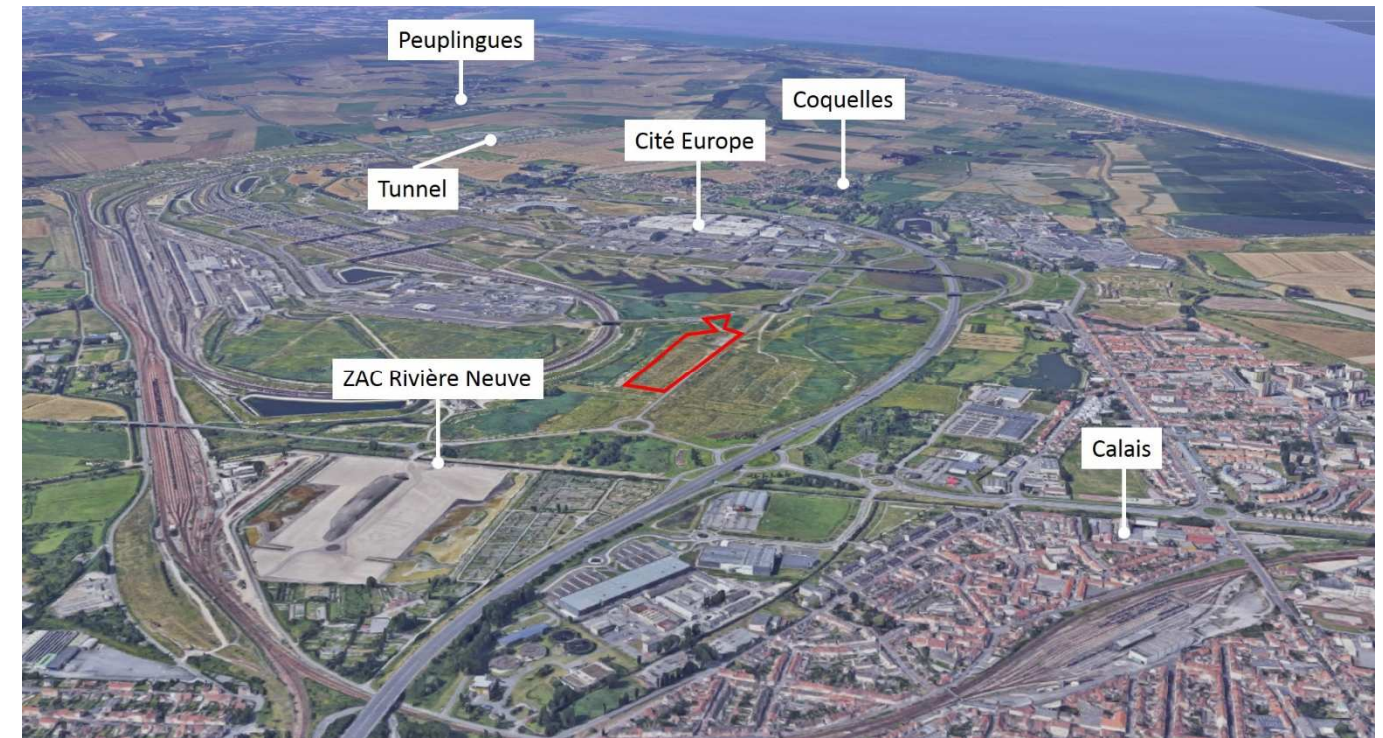 Peuplingues
Coquelles
Cité Europe
Tunnel
ZAC Rivière Neuve
Calais